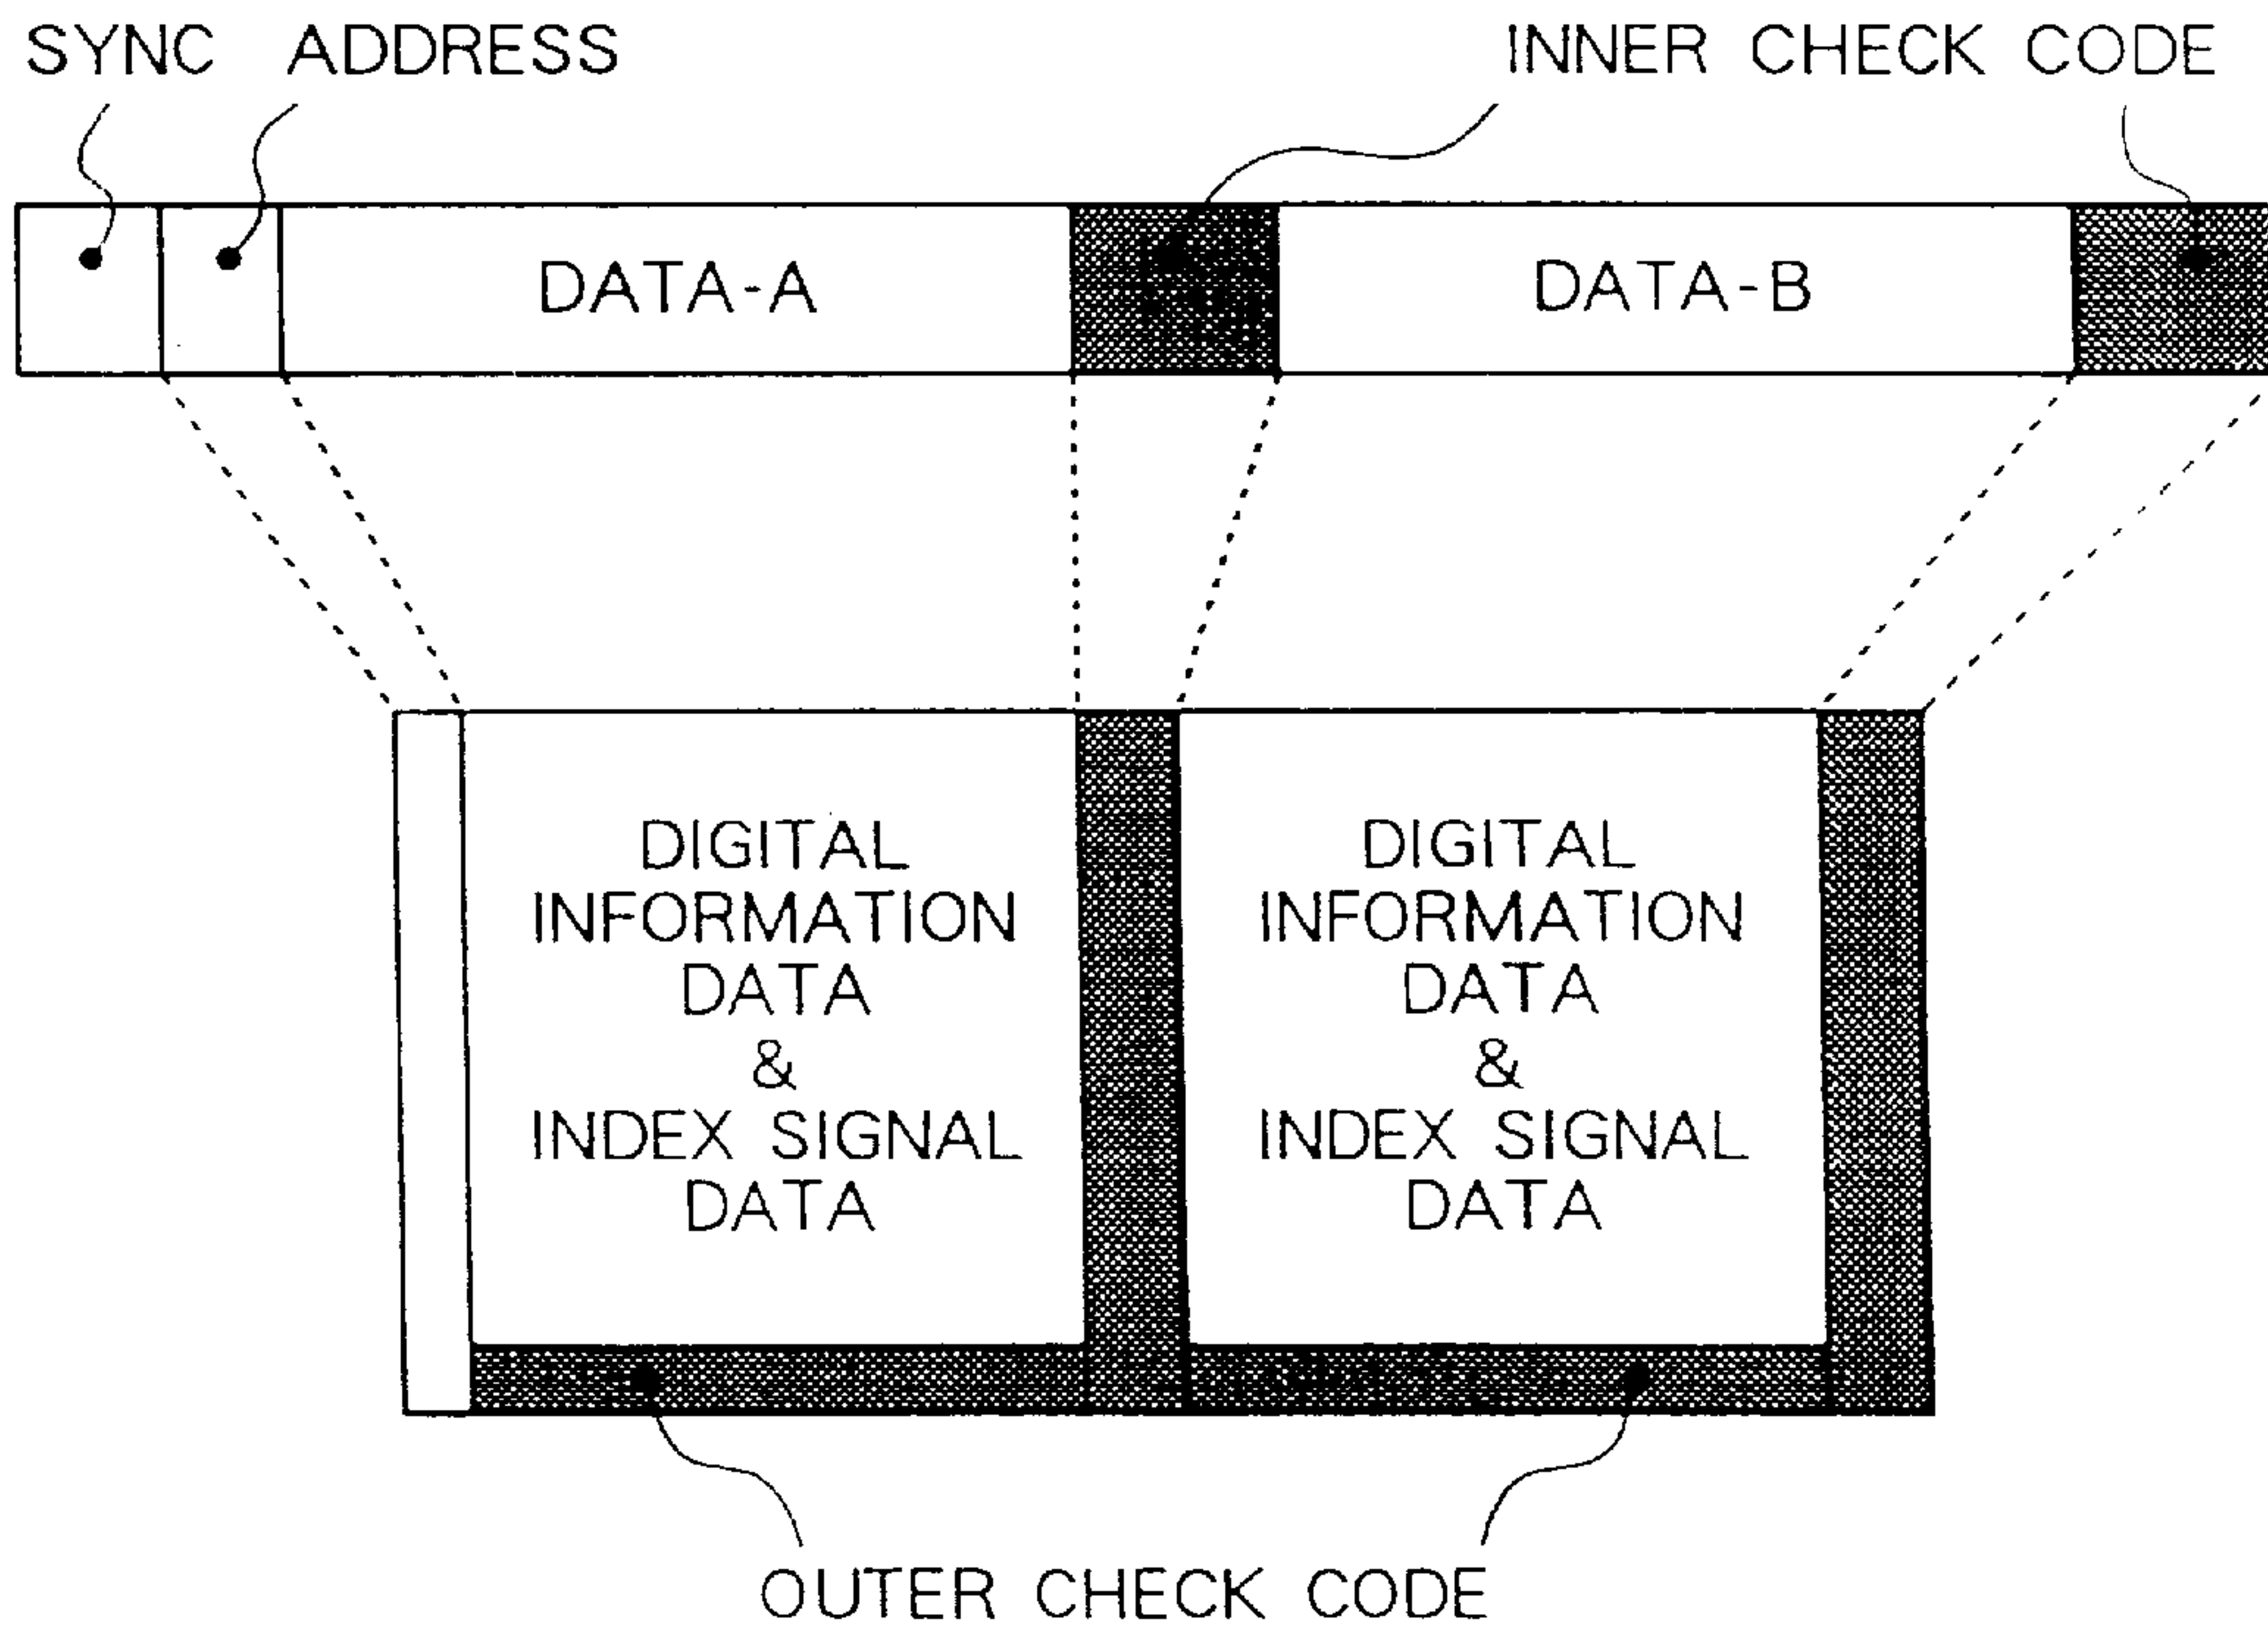 SYNC ADDRESS INNER CHECK CODE
DATA-A DATA-B
DIGITAL
INFORMATION
DATA
&
INDEX SIGNAL
DATA
DIGITAL
INFORMATION
DATA
&
INDEX SIGNAL
DATA
OUTER CHECK CODE